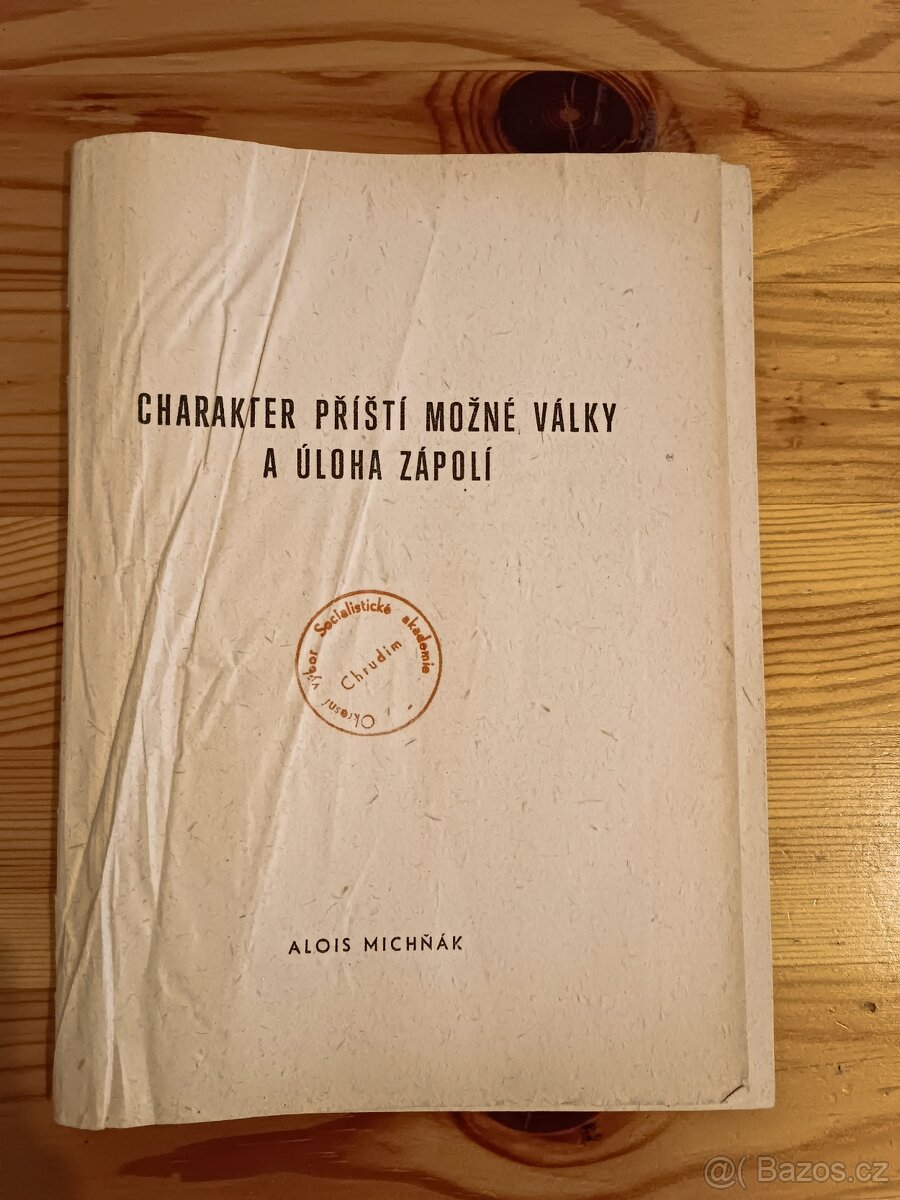 CHARAKTER PŘÍŠTÍ MOŽNÉ VÁLKY
A ÚLOHA ZÁPOLÍ
Okresní výbor Socialistické akademie -
Chrudim
ALOIS MICHŇÁK
@( Bazos.cz